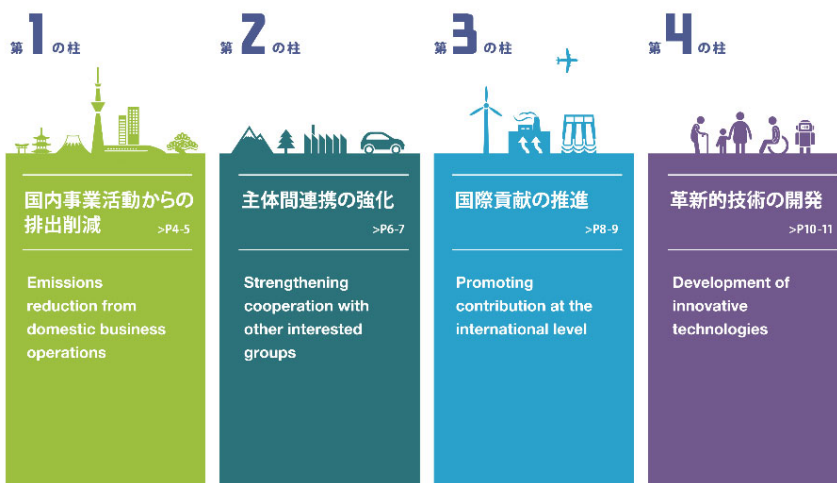 第1の柱
国内事業活動からの
排出削減
>P4-5
Emissions
reduction from
domestic business
operations
第2の柱
主体間連携の強化
>P6-7
Strengthening
cooperation with
other interested
groups
第3の柱
国際貢献の推進
>P8-9
Promoting
contribution at the
international level
第4の柱
革新的技術の開発
>P10-11
Development of
innovative
technologies